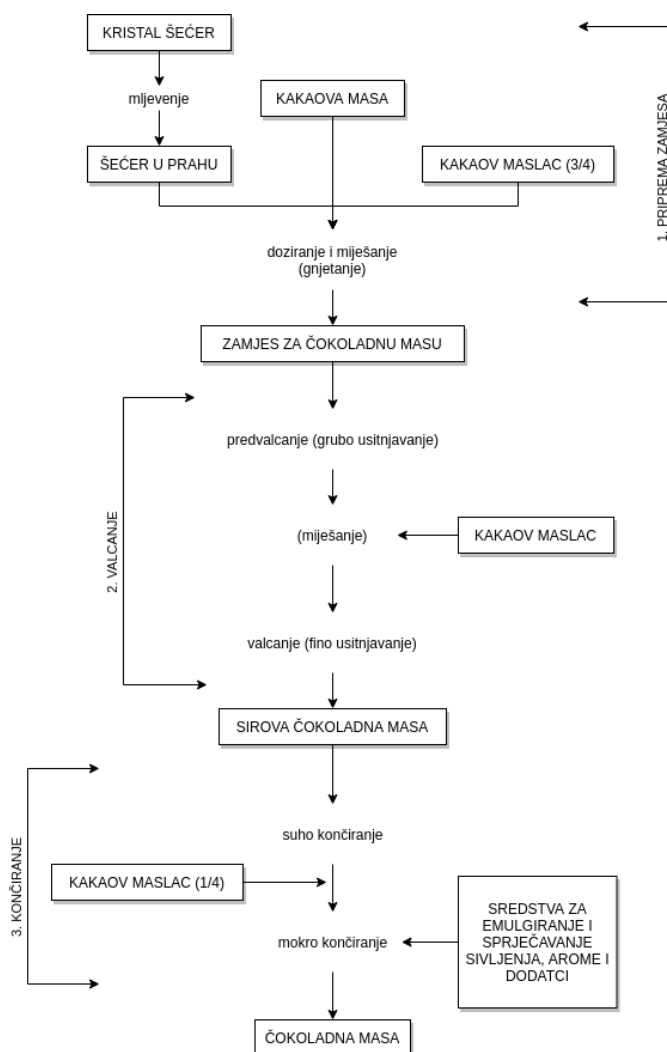 KRISTAL ŠEĆER
mljevenje
KAKAOVA MASA
ŠEĆER U PRAHU
KAKAOV MASLAC (3/4)
1. PRIPREMA ZAMJESA
doziranje i miješanje
(gnjetanje)
ZAMJES ZA ČOKOLADNU MASU
predvalcanje (grubo usitnjavanje)
2. VALCANJE
(miješanje)
KAKAOV MASLAC
valcanje (fino usitnjavanje)
SIROVA ČOKOLADNA MASA
suho končiranje
3. KONČIRANJE
KAKAOV MASLAC (1/4)
mokro končiranje
SREDSTVA ZA
EMULGIRANJE I
SPRJEČAVANJE
SIVLJENJA, AROME I
DODATCI
ČOKOLADNA MASA